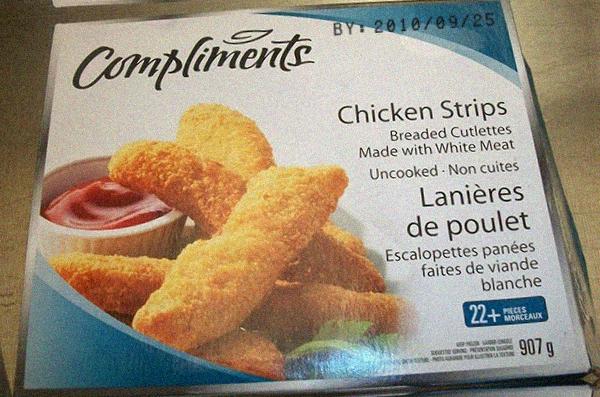 BY: 2010/09/25
Compliments
Chicken Strips
Breaded Cutlettes
Made with White Meat
Uncooked · Non cuites
Lanières
de poulet
Escalopettes panées
faites de viande
blanche
22+ PIECES
MORCEAUX
907 g